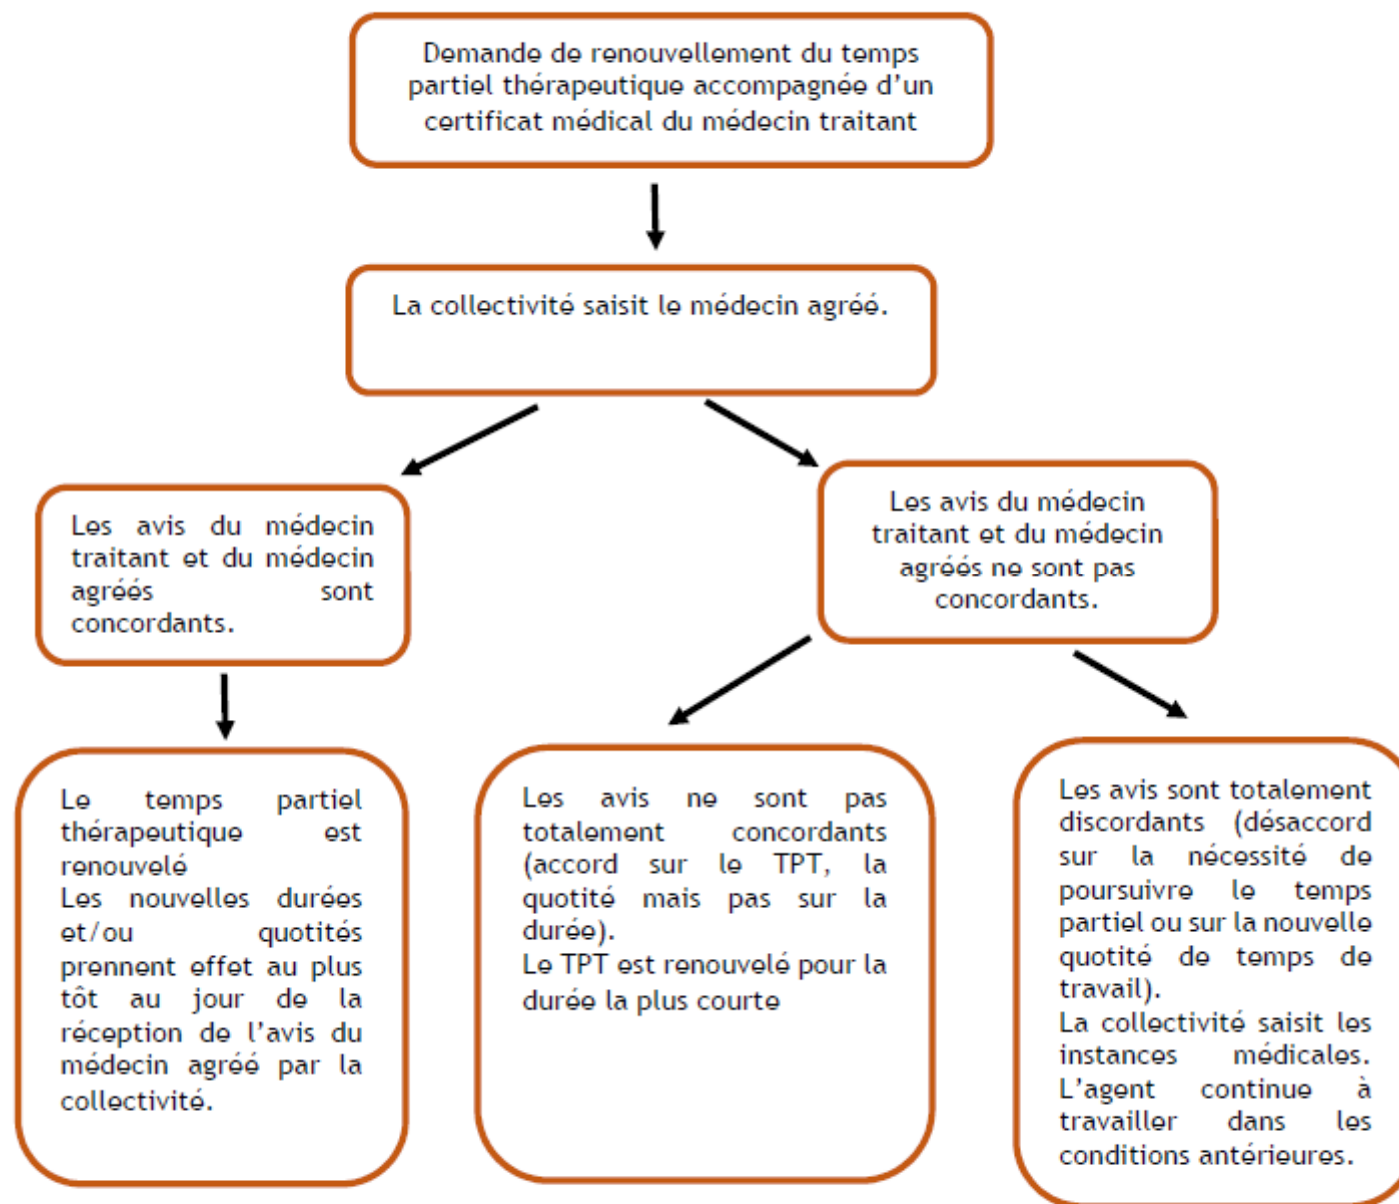 Demande de renouvellement du temps
partiel thérapeutique accompagnée d’un
certificat médical du médecin traitant
La collectivité saisit le médecin agréé.
Les avis du médecin
traitant et du médecin
agréés sont
concordants.
Les avis du médecin
traitant et du médecin
agréés ne sont pas
concordants.
Le temps partiel
thérapeutique est
renouvelé
Les nouvelles durées
et/ou quotités
prennent effet au plus
tôt au jour de la
réception de l’avis du
médecin agréé par la
collectivité.
Les avis ne sont pas
totalement concordants
(accord sur le TPT, la
quotité mais pas sur la
durée).
Le TPT est renouvelé pour la
durée la plus courte
Les avis sont totalement
discordants (désaccord
sur la nécessité de
poursuivre le temps
partiel ou sur la nouvelle
quotité de temps de
travail).
La collectivité saisit les
instances médicales.
L’agent continue à
travailler dans les
conditions antérieures.